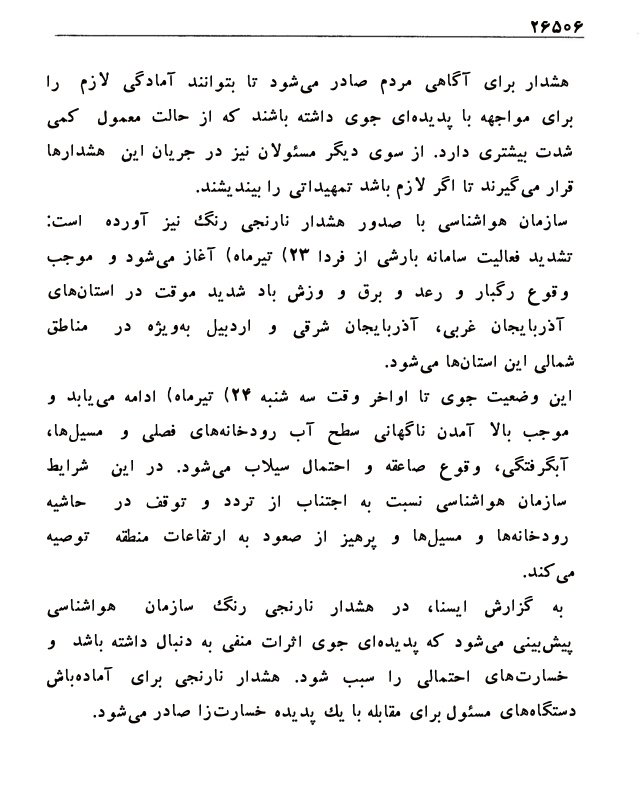 ۲۶۵۰۶
هشدار برای آگاهی مردم صادر می‌شود تا بتوانند آمادگی لازم را
برای مواجهه با پدیده‌ای جوی داشته باشند که از حالت معمول کمی
شدت بیشتری دارد. از سوی دیگر مسئولان نیز در جریان این هشدارها
قرار می‌گیرند تا اگر لازم باشد تمهیداتی را بیندیشند.
سازمان هواشناسی با صدور هشدار نارنجی رنگ نیز آورده است:
تشدید فعالیت سامانه بارشی از فردا ۲۳) تیرماه) آغاز می‌شود و موجب
وقوع رگبار و رعد و برق و وزش باد شدید موقت در استان‌های
آذربایجان غربی، آذربایجان شرقی و اردبیل به‌ویژه در مناطق
شمالی این استان‌ها می‌شود.
این وضعیت جوی تا اواخر وقت سه شنبه ۲۴) تیرماه) ادامه می‌یابد و
موجب بالا آمدن ناگهانی سطح آب رودخانه‌های فصلی و مسیل‌ها،
آبگرفتگی، وقوع صاعقه و احتمال سیلاب می‌شود. در این شرایط
سازمان هواشناسی نسبت به اجتناب از تردد و توقف در حاشیه
رودخانه‌ها و مسیل‌ها و پرهیز از صعود به ارتفاعات منطقه توصیه
می‌کند.
به گزارش ایسنا، در هشدار نارنجی رنگ سازمان هواشناسی
پیش‌بینی می‌شود که پدیده‌ای جوی اثرات منفی به دنبال داشته باشد و
خسارت‌های احتمالی را سبب شود. هشدار نارنجی برای آماده‌باش
دستگاه‌های مسئول برای مقابله با یك پدیده خسارت‌زا صادر می‌شود.